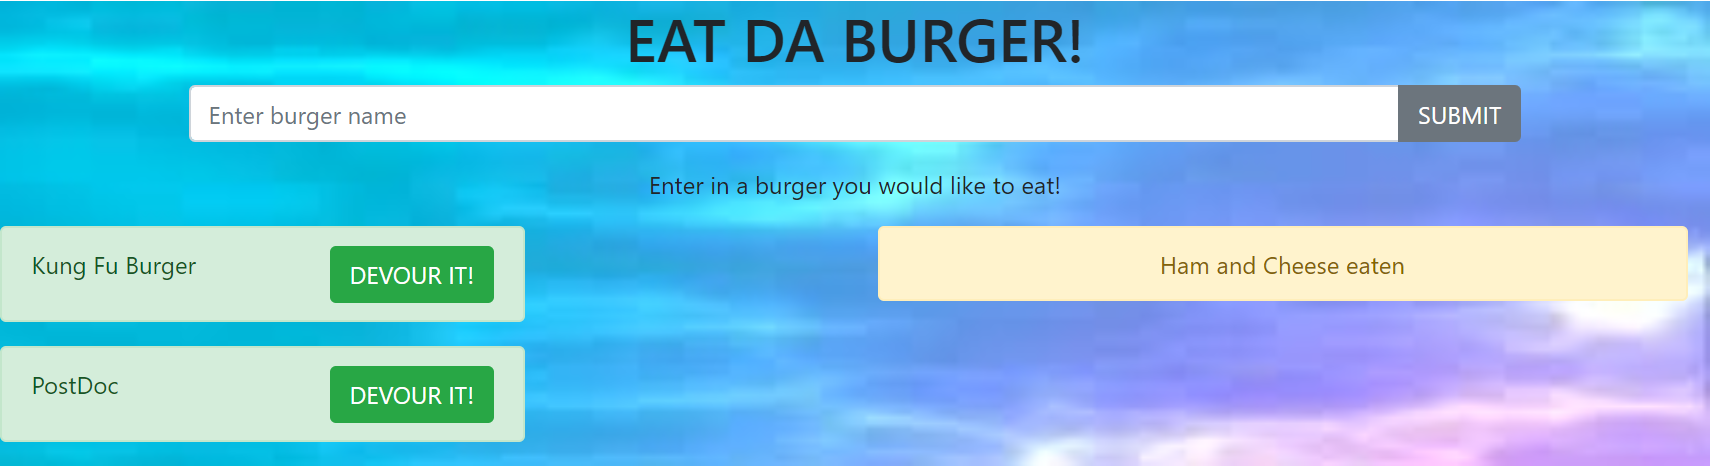 EAT DA BURGER!
Enter burger name
SUBMIT
Enter in a burger you would like to eat!
Kung Fu Burger
DEVOUR IT!
Ham and Cheese eaten
PostDoc
DEVOUR IT!